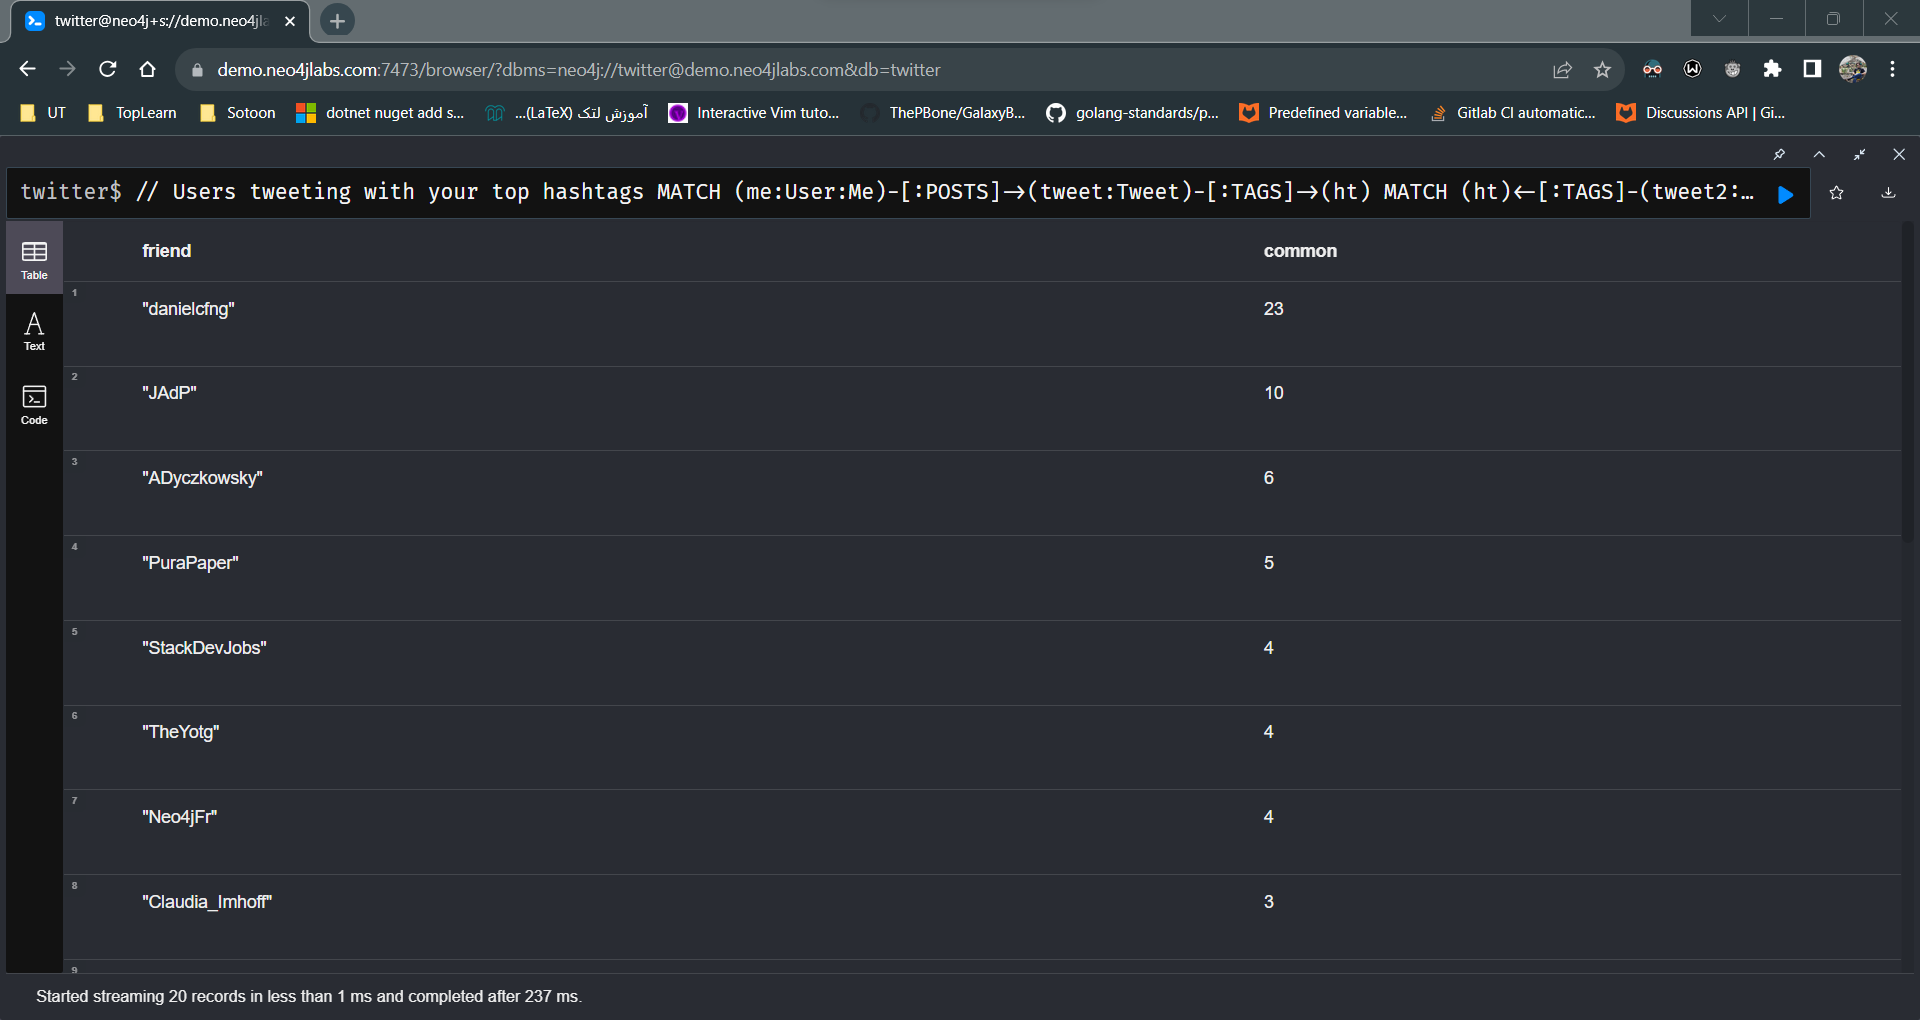 twitter@neo4j+s://demo.neo4jla
demo.neo4jlabs.com:7473/browser/?dbms=neo4j://twitter@demo.neo4jlabs.com&db=twitter
UT TopLearn Sotoon dotnet nuget add s... آموزش لتک (LaTeX)... Interactive Vim tuto... ThePBone/GalaxyB... golang-standards/p... Predefined variable... Gitlab CI automatic... Discussions API | Gi...
twitter$ // Users tweeting with your top hashtags MATCH (me:User:Me)-[:POSTS]->(tweet:Tweet)-[:TAGS]->(ht) MATCH (ht)<-[:TAGS]-(tweet2:...
Table
Text
Code
friend common
1 "danielcfng" 23
2 "JAdP" 10
3 "ADyczkowsky" 6
4 "PuraPaper" 5
5 "StackDevJobs" 4
6 "TheYotg" 4
7 "Neo4jFr" 4
8 "Claudia_Imhoff" 3
9
Started streaming 20 records in less than 1 ms and completed after 237 ms.